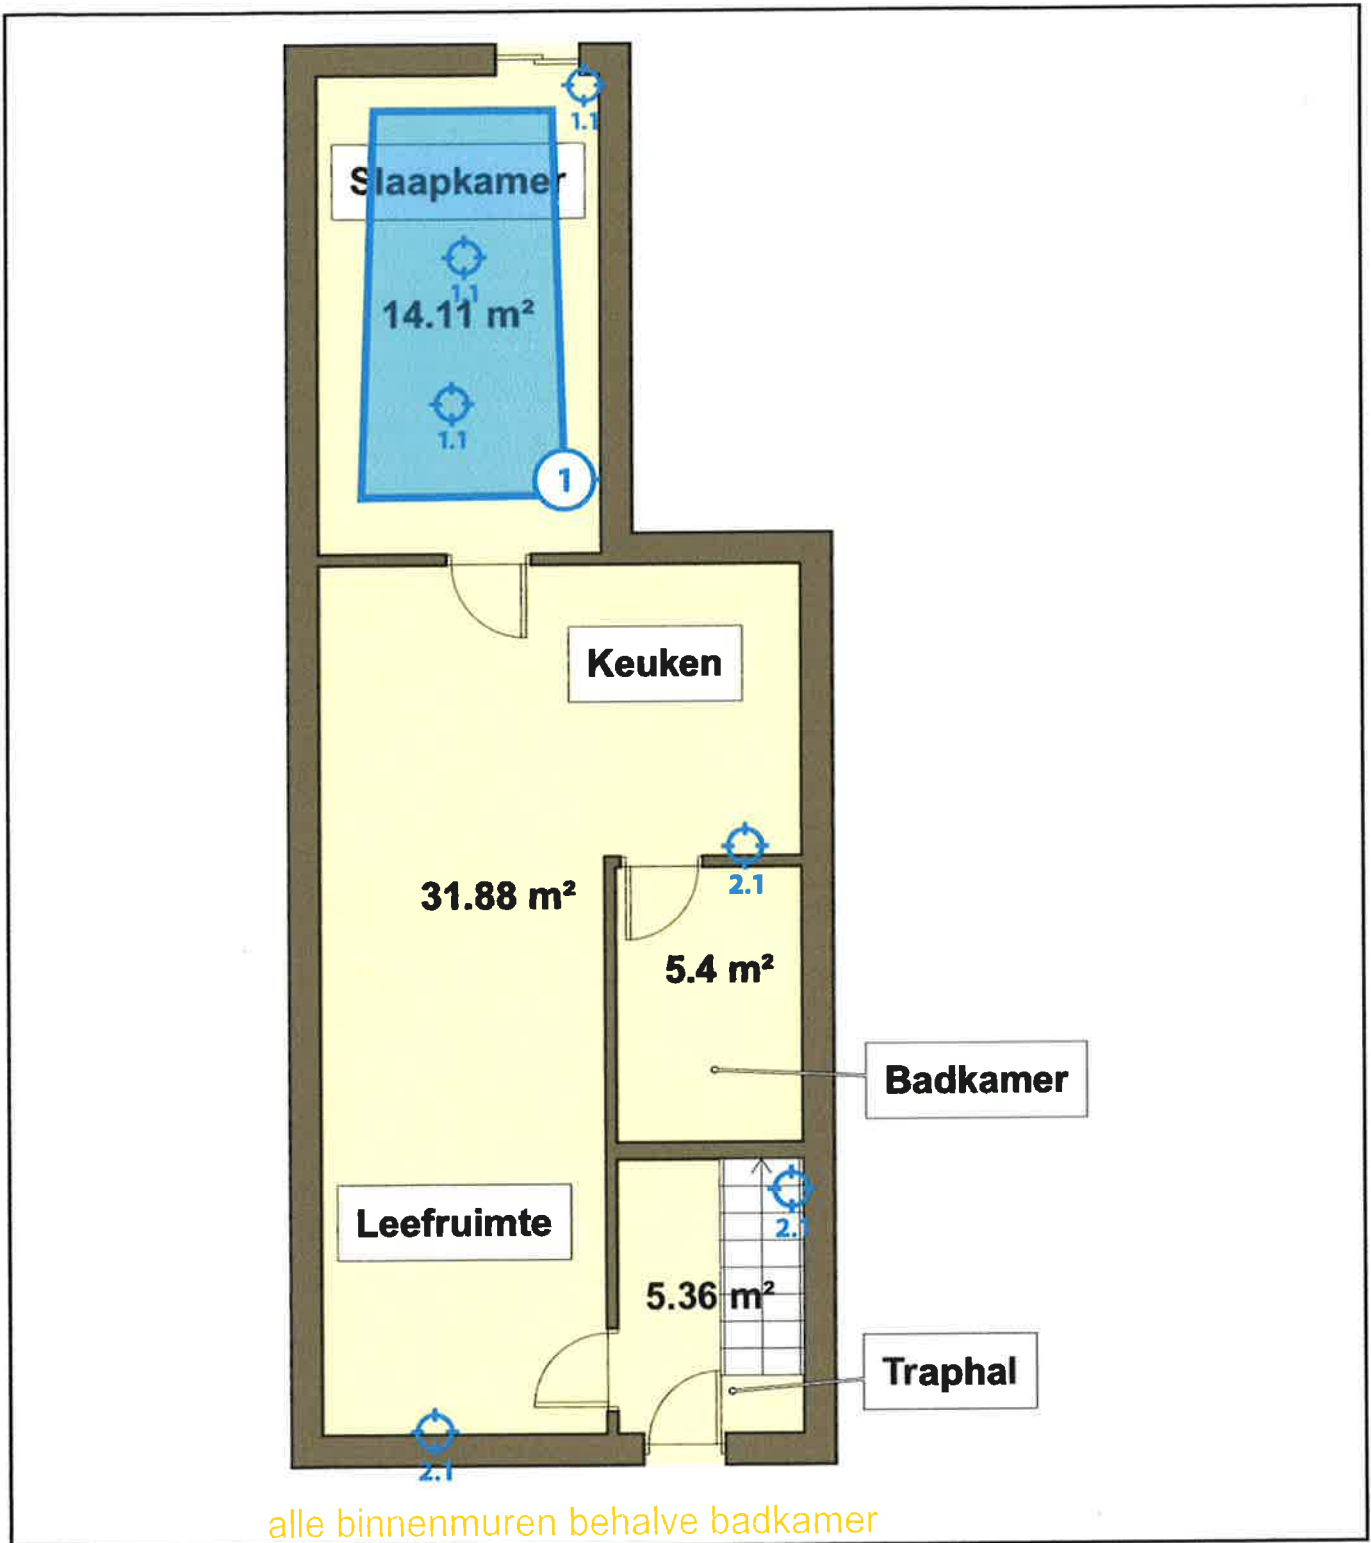 1.1
Slaapkamer
1.1
14.11 m²
1.1
1
Keuken
2.1
31.88 m²
5.4 m²
Badkamer
Leefruimte
2.1
5.36 m²
Traphal
2.1
alle binnenmuren behalve badkamer